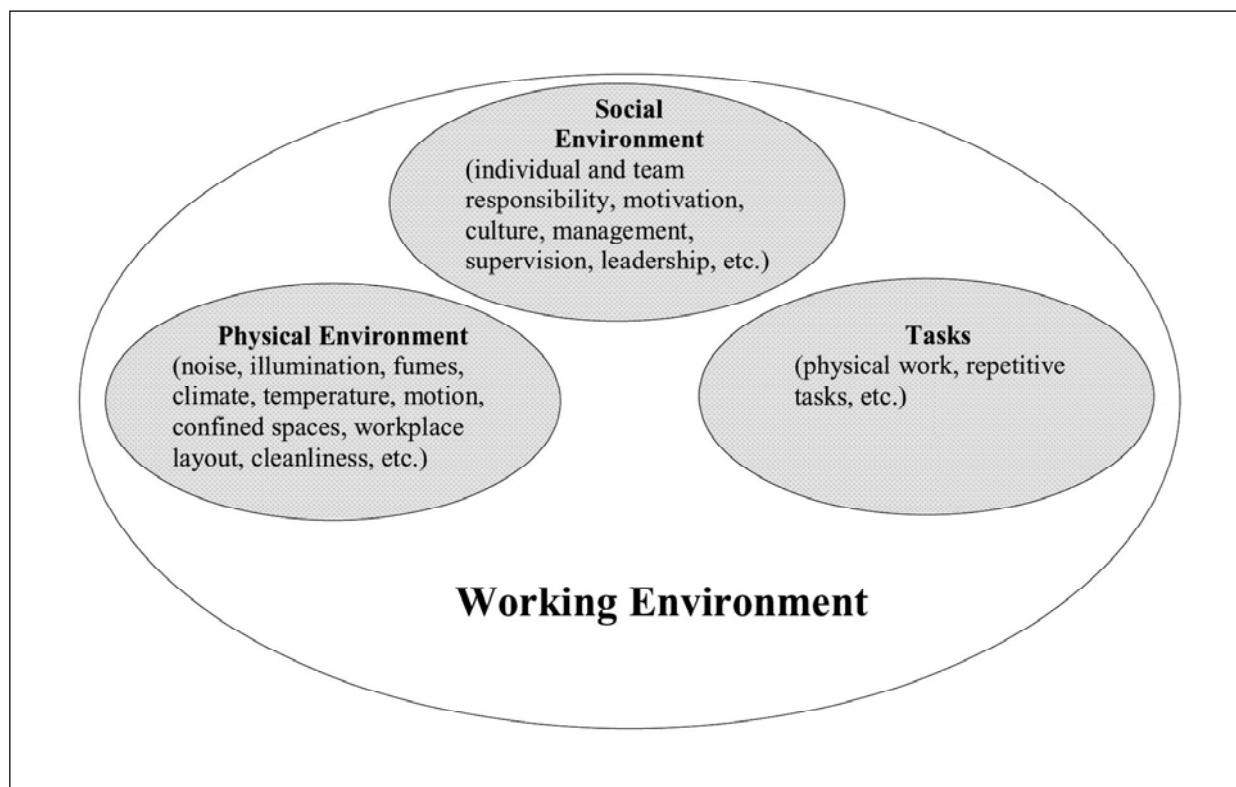 Social
Environment
(individual and team
responsibility, motivation,
culture, management,
supervision, leadership, etc.)
Physical Environment
(noise, illumination, fumes,
climate, temperature, motion,
confined spaces, workplace
layout, cleanliness, etc.)
Tasks
(physical work, repetitive
tasks, etc.)
Working Environment